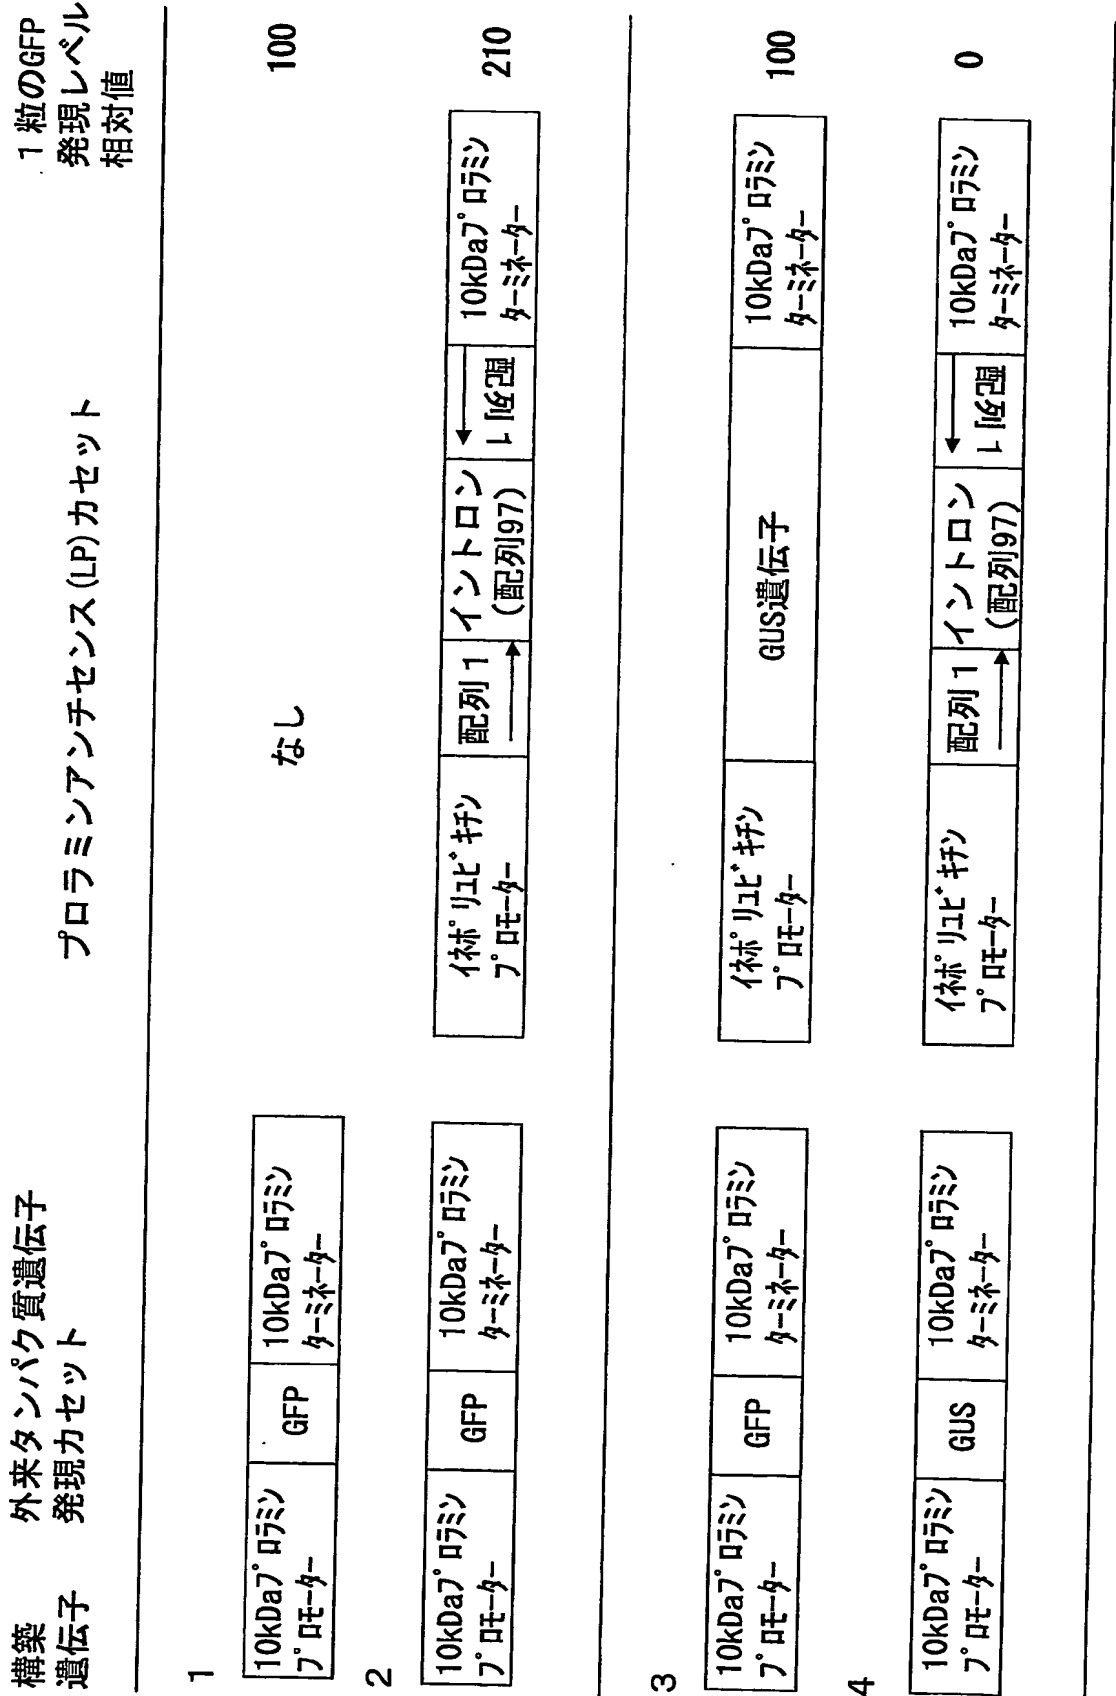 構築
遺伝子
外来タンパク質遺伝子
発現カセット
プロラミンアンチセンス(LP)カセット
1粒のGFP
発現レベル
相対値
1
10kDaプロラミン
プロモーター
GFP
10kDaプロラミン
ターミネーター
なし
100
2
10kDaプロラミン
プロモーター
GFP
10kDaプロラミン
ターミネーター
イネポリュビキチン
プロモーター
配列1
イントロン
(配列97)
配列1
10kDaプロラミン
ターミネーター
210
3
10kDaプロラミン
プロモーター
GFP
10kDaプロラミン
ターミネーター
イネポリュビキチン
プロモーター
GUS遺伝子
10kDaプロラミン
ターミネーター
100
4
10kDaプロラミン
プロモーター
GUS
10kDaプロラミン
ターミネーター
イネポリュビキチン
プロモーター
配列1
イントロン
(配列97)
配列1
10kDaプロラミン
ターミネーター
0